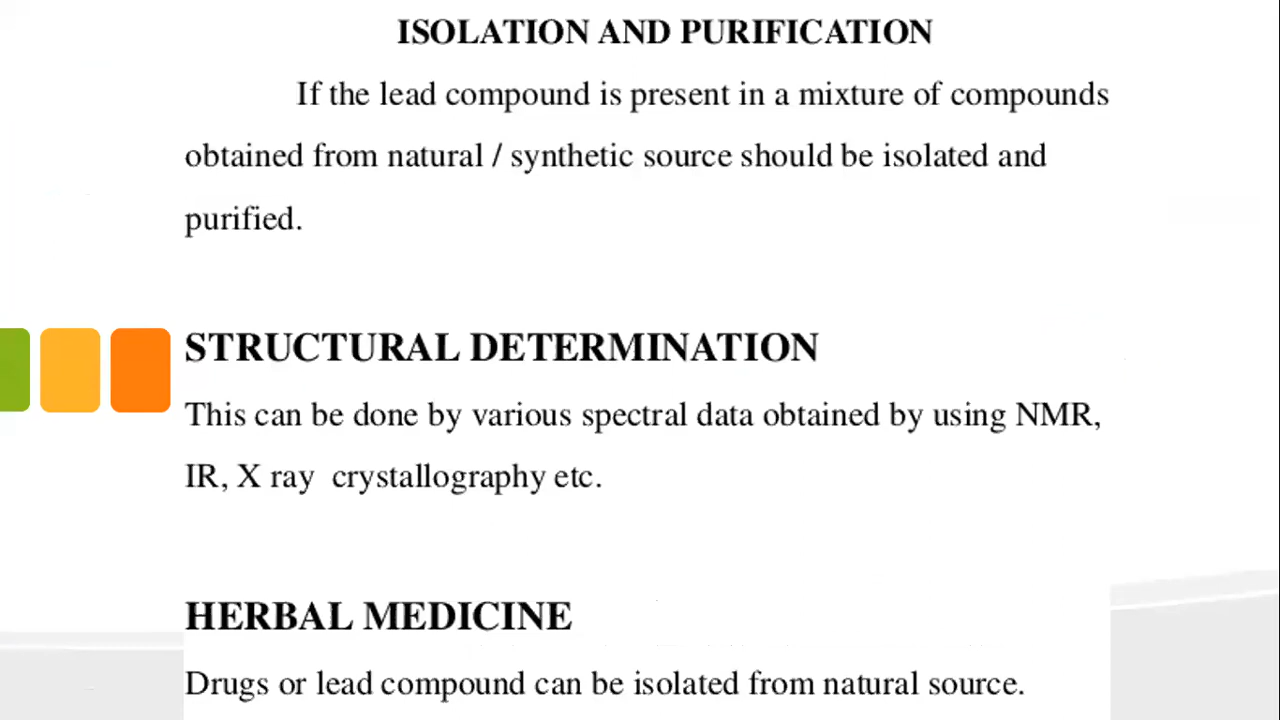 ISOLATION AND PURIFICATION
If the lead compound is present in a mixture of compounds
obtained from natural / synthetic source should be isolated and
purified.
STRUCTURAL DETERMINATION
This can be done by various spectral data obtained by using NMR,
IR, X ray crystallography etc.
HERBAL MEDICINE
Drugs or lead compound can be isolated from natural source.